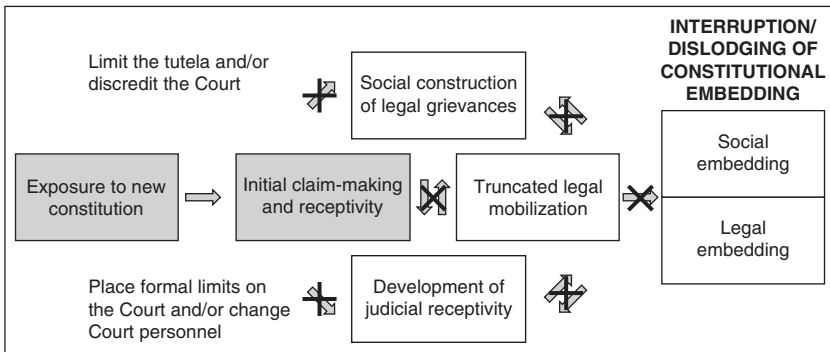 Limit the tutela and/or
discredit the Court
Social construction
of legal grievances
INTERRUPTION/
DISLODGING OF
CONSTITUTIONAL
EMBEDDING
Exposure to new
constitution
Initial claim-making
and receptivity
Truncated legal
mobilization
Social
embedding
Legal
embedding
Place formal limits on
the Court and/or change
Court personnel
Development of
judicial receptivity